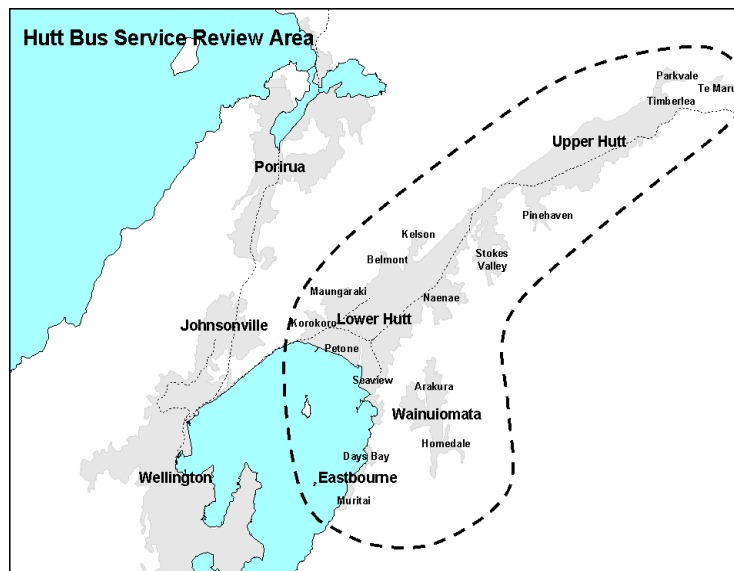 Hutt Bus Service Review Area
Parkvale
Te Maru
Timberlea
Upper Hutt
Porirua
Pinehaven
Kelson
Stokes
Valley
Belmont
Maungaraki
Naenae
Johnsonville
Korokoro
Lower Hutt
Petone
Seaview
Arakura
Wainuiomata
Homedale
Days Bay
Wellington
Eastbourne
Muritai